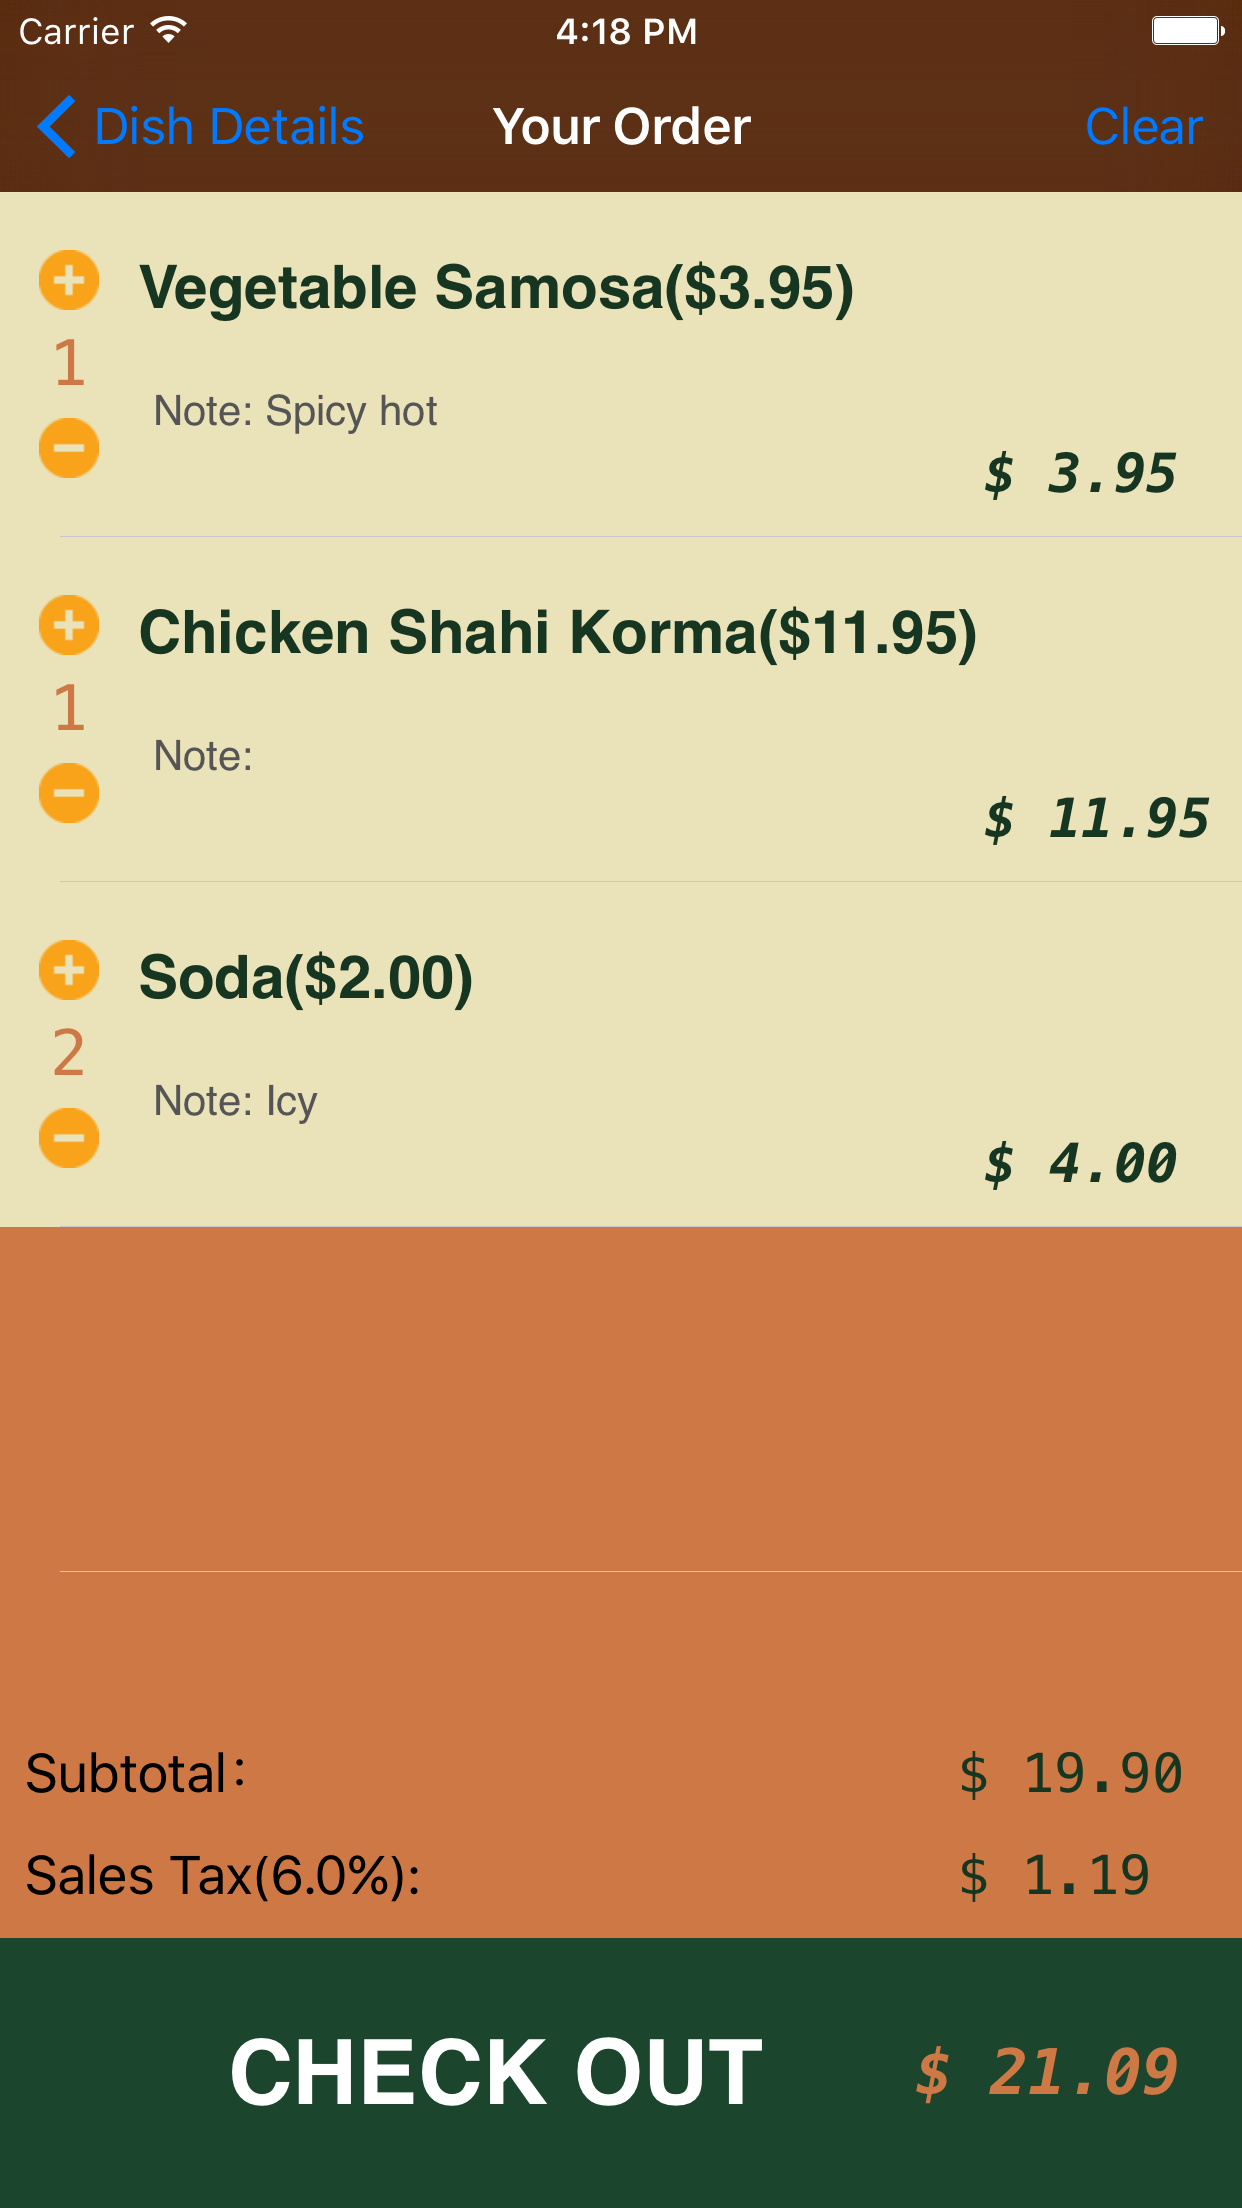 Carrier 4:18 PM
Dish Details Your Order Clear
Vegetable Samosa($3.95)
1
Note: Spicy hot
$ 3.95
Chicken Shahi Korma($11.95)
1
Note:
$ 11.95
Soda($2.00)
2
Note: Icy
$ 4.00
Subtotal: $ 19.90
Sales Tax(6.0%): $ 1.19
CHECK OUT $ 21.09